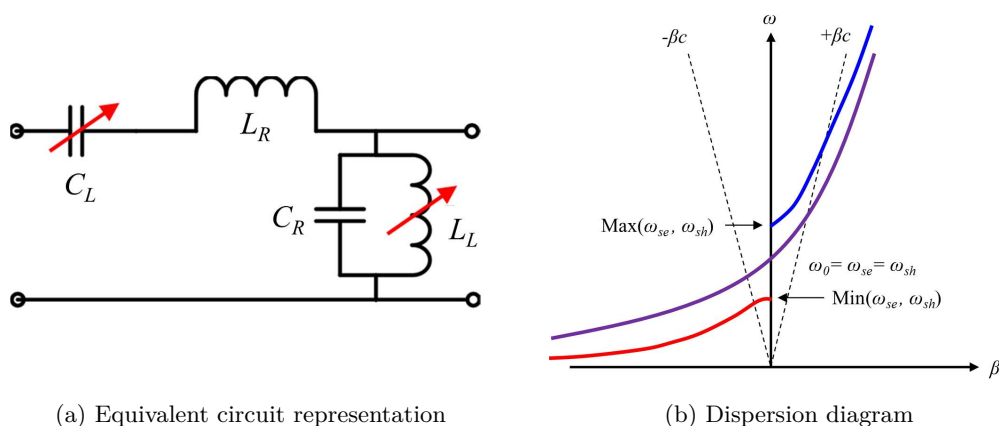 C_L
L_R
C_R
L_L
ω
-βc
+βc
Max(ω_se, ω_sh)
ω_0 = ω_se = ω_sh
Min(ω_se, ω_sh)
β
(a) Equivalent circuit representation
(b) Dispersion diagram